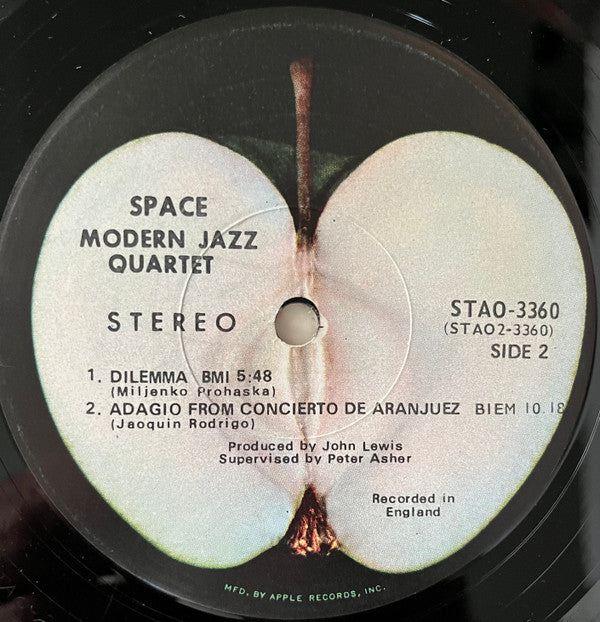 SPACE
MODERN JAZZ
QUARTET
STEREO
STAO-3360
(STAO2-3360)
SIDE 2
1. DILEMMA BMI 5:48
(Miljenko Prohaska)
2. ADAGIO FROM CONCIERTO DE ARANJUEZ BIEM 10.18
(Jaoquin Rodrigo)
Produced by John Lewis
Supervised by Peter Asher
Recorded in
England
MFD. BY APPLE RECORDS, INC.